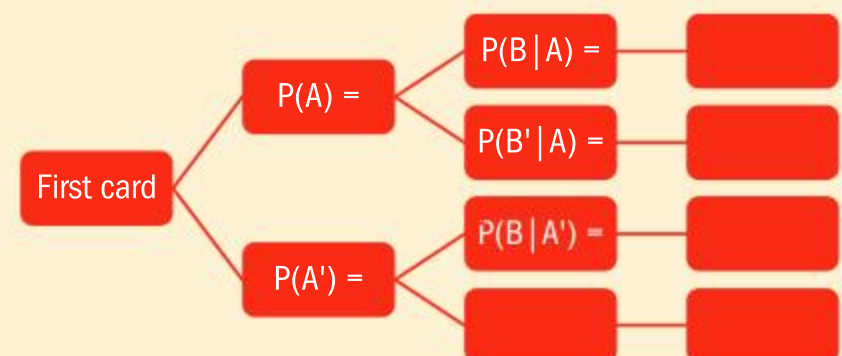 P(B|A) =
P(A) =
P(B'|A) =
First card
P(B|A') =
P(A') =